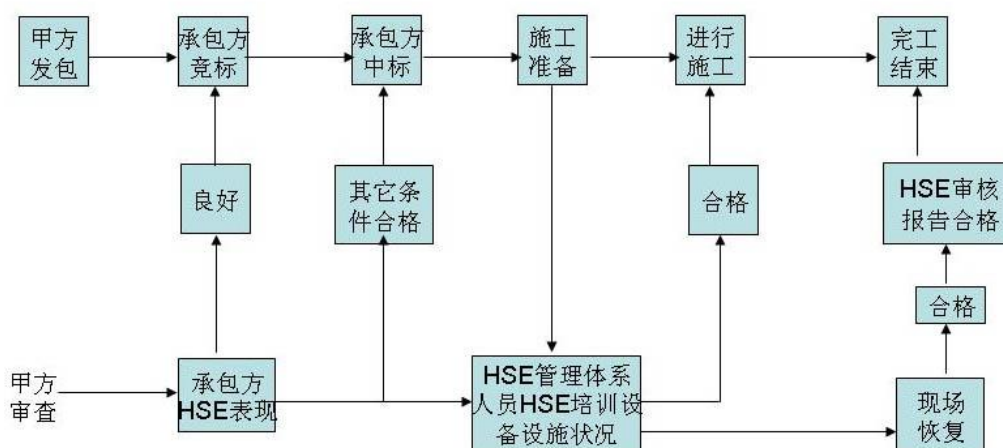 甲方
发包
承包方
竞标
承包方
中标
施工
准备
进行
施工
完工
结束
良好
其它条
件合格
合格
HSE审核
报告合格
合格
甲方
审查
承包方
HSE表现
HSE管理体系
人员HSE培训设
备设施状况
现场
恢复